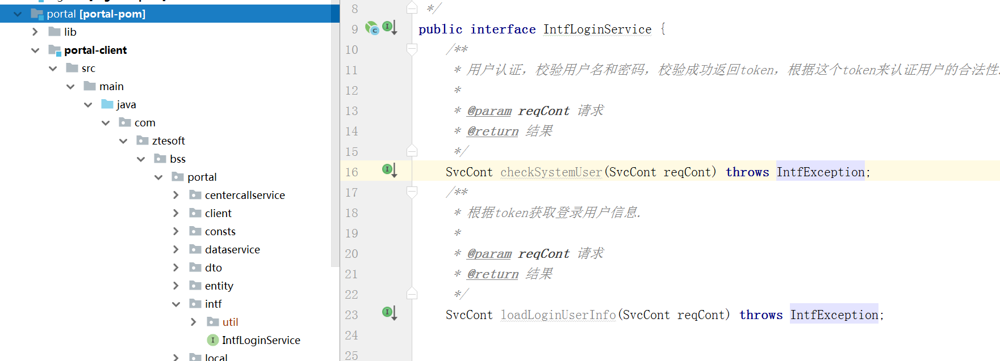 portal [portal-pom]
lib
portal-client
src
main
java
com
ztesoft
bss
portal
centercallservice
client
consts
dataservice
dto
entity
intf
util
IntfLoginService
local
8 */
9 public interface IntfLoginService {
10 /**
11 * 用户认证，校验用户名和密码，校验成功返回token，根据这个token来认证用户的合法性.
12 *
13 * @param reqCont 请求
14 * @return 结果
15 */
16 SvcCont checkSystemUser(SvcCont reqCont) throws IntfException;
17 /**
18 * 根据token获取登录用户信息.
19 *
20 * @param reqCont 请求
21 * @return 结果
22 */
23 SvcCont loadLoginUserInfo(SvcCont reqCont) throws IntfException;
24
25